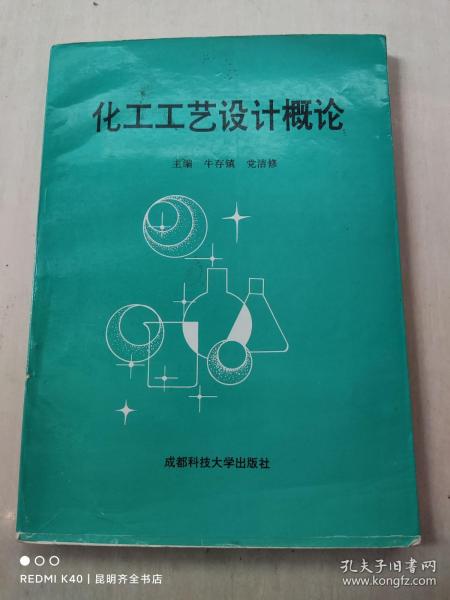 化工工艺设计概论
主编 牛存镇 党洁修
成都科技大学出版社
REDMI K40 | 昆明齐全书店
孔夫子旧书网
www.kongfz.com